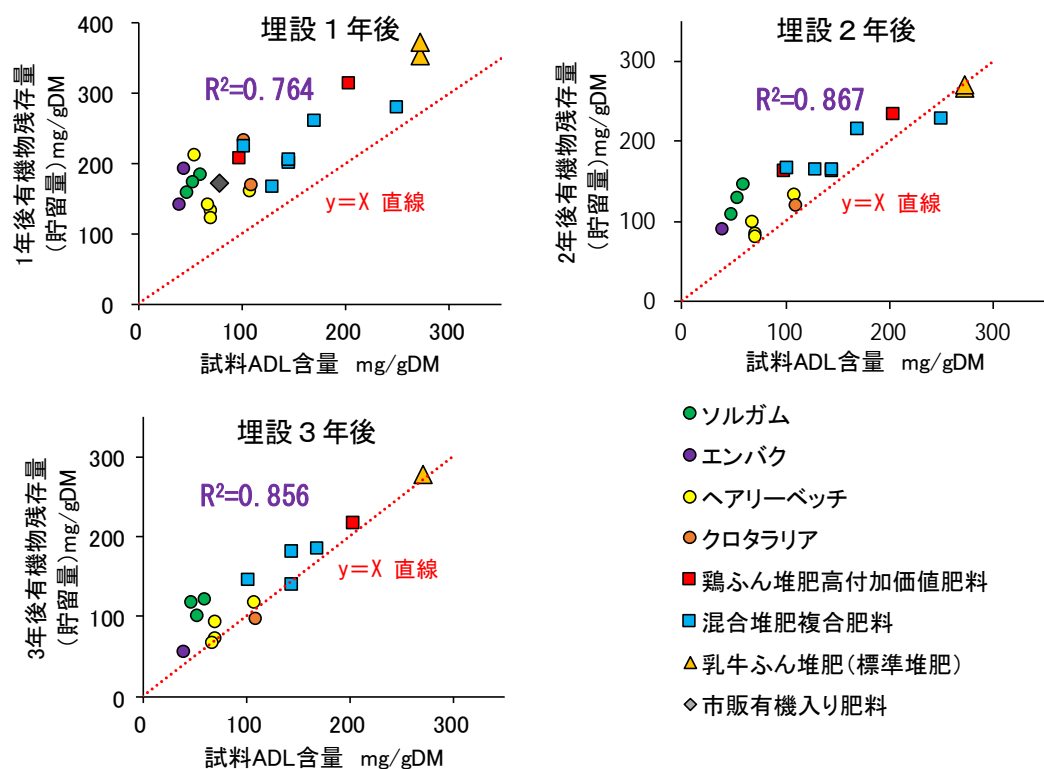 埋設１年後
R²=0.764
y=X 直線
400
300
200
100
0
0
100
200
300
1年後有機物残存量
(貯留量)mg/gDM
試料ADL含量 mg/gDM
埋設２年後
R²=0.867
y=X 直線
300
200
100
0
0
100
200
300
2年後有機物残存量
(貯留量)mg/gDM
試料ADL含量 mg/gDM
埋設３年後
R²=0.856
y=X 直線
300
200
100
0
0
100
200
300
3年後有機物残存量
(貯留量)mg/gDM
試料ADL含量 mg/gDM
ソルガム
エンバク
ヘアリーベッチ
クロタラリア
鶏ふん堆肥高付加価値肥料
混合堆肥複合肥料
乳牛ふん堆肥(標準堆肥)
市販有機入り肥料